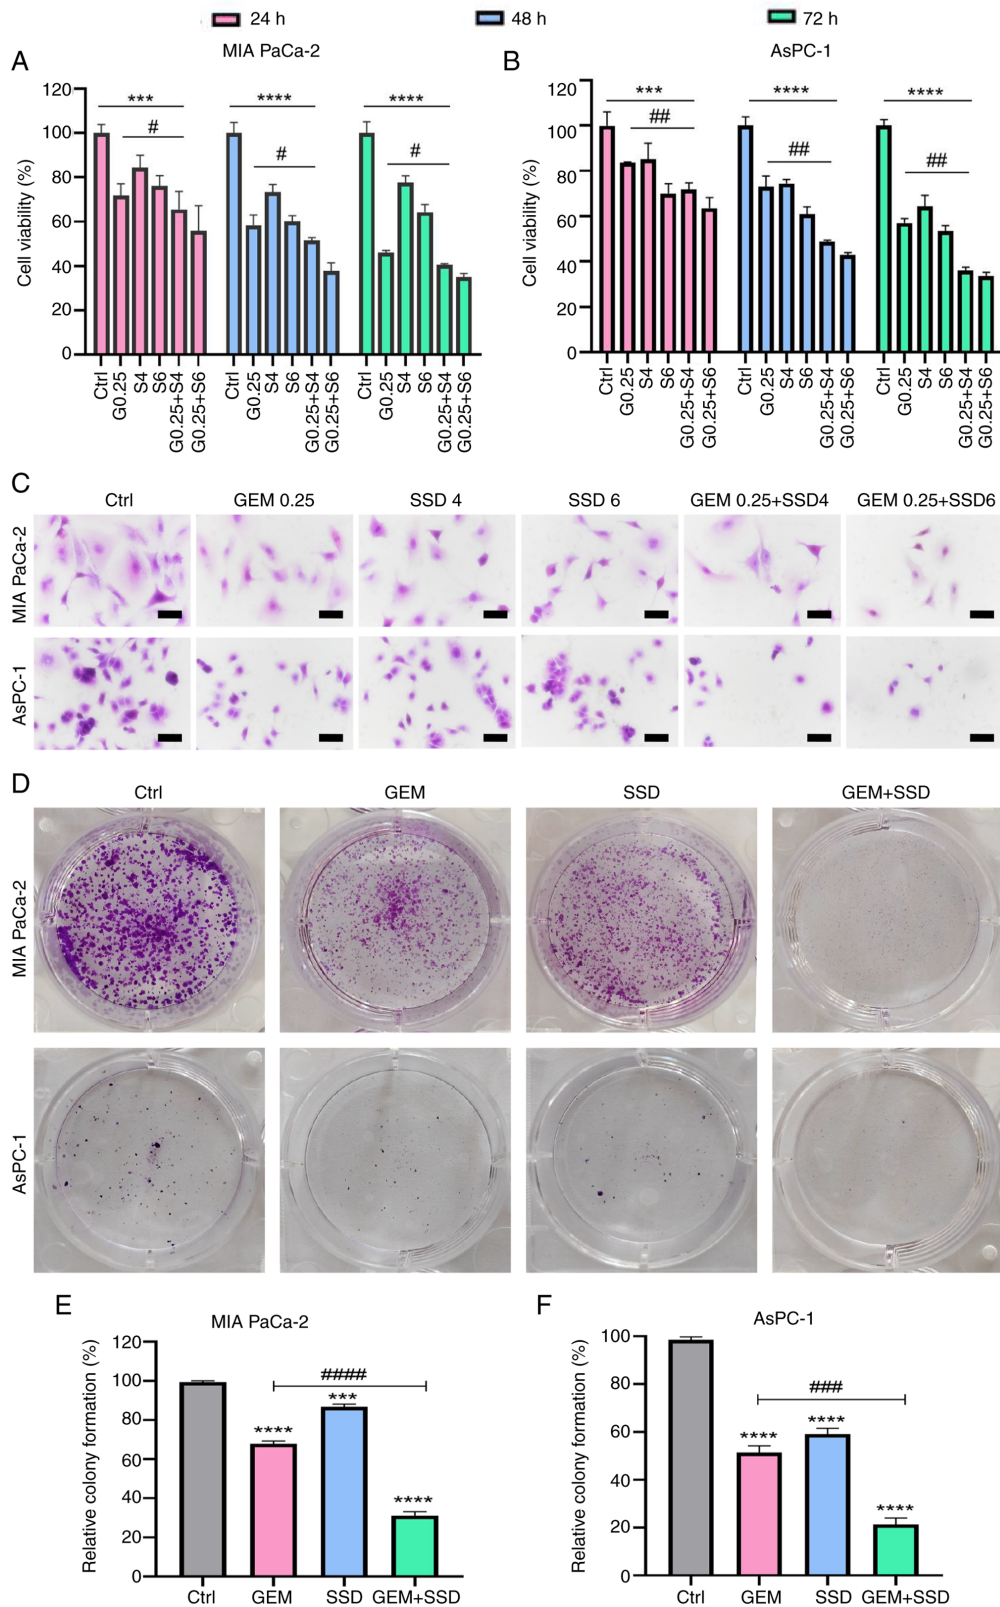 24 h 48 h 72 h
A MIA PaCa-2
B AsPC-1
Cell viability (%)
120
100
80
60
40
20
0
*** **** ****
# # #
Ctrl G0.25 S4 S6 G0.25+S4 G0.25+S6 Ctrl G0.25 S4 S6 G0.25+S4 G0.25+S6 Ctrl G0.25 S4 S6 G0.25+S4 G0.25+S6
Cell viability (%)
120
100
80
60
40
20
0
*** **** ****
## ## ##
Ctrl G0.25 S4 S6 G0.25+S4 G0.25+S6 Ctrl G0.25 S4 S6 G0.25+S4 G0.25+S6 Ctrl G0.25 S4 S6 G0.25+S4 G0.25+S6
C
Ctrl GEM 0.25 SSD 4 SSD 6 GEM 0.25+SSD4 GEM 0.25+SSD6
MIA PaCa-2
AsPC-1
D
Ctrl GEM SSD GEM+SSD
MIA PaCa-2
AsPC-1
E MIA PaCa-2
Relative colony formation (%)
120
100
80
60
40
20
0
####
**** *** ****
Ctrl GEM SSD GEM+SSD
F AsPC-1
Relative colony formation (%)
100
80
60
40
20
0
###
**** **** ****
Ctrl GEM SSD GEM+SSD